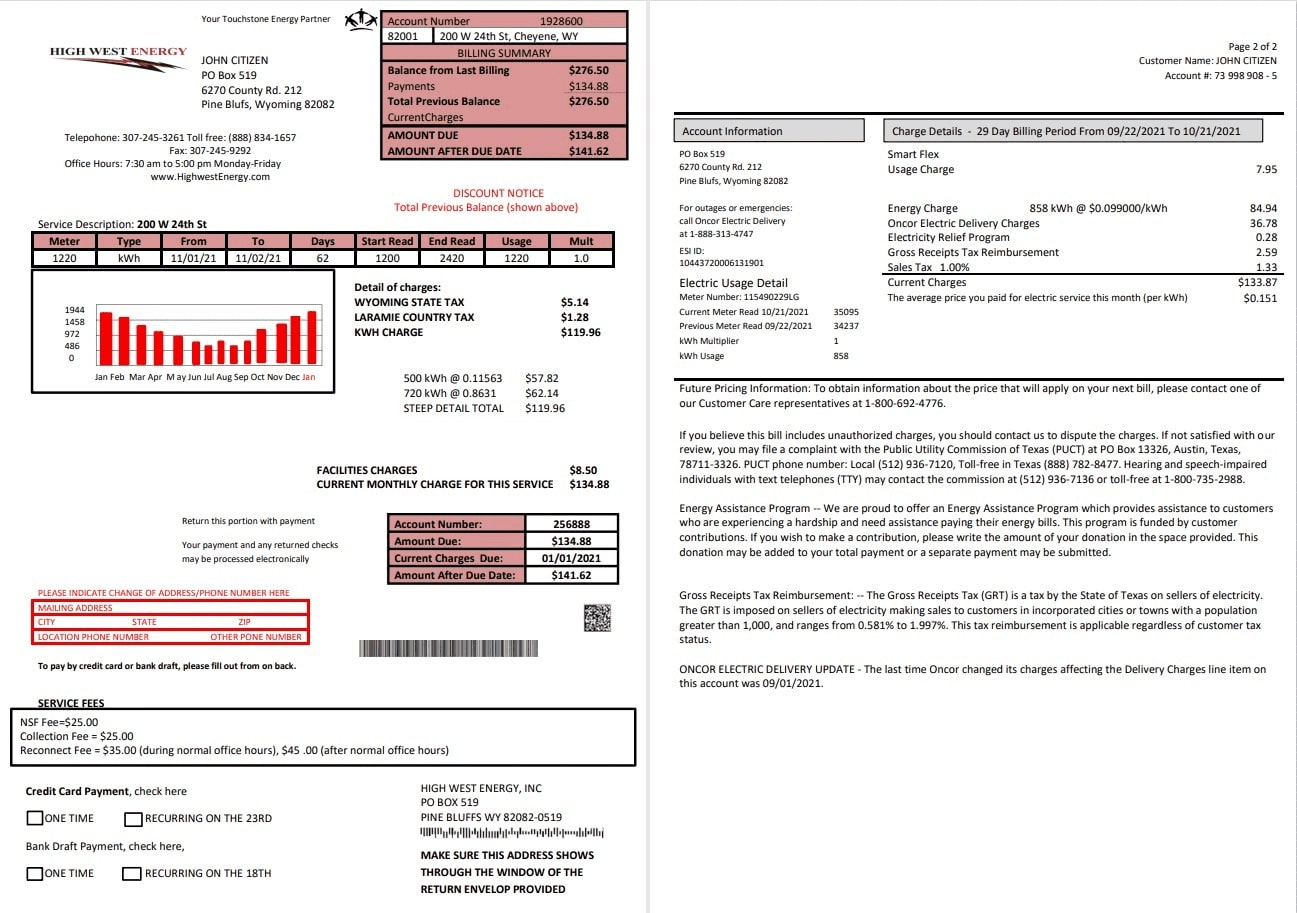 Your Touchstone Energy Partner
HIGH WEST ENERGY
JOHN CITIZEN
PO Box 519
6270 County Rd. 212
Pine Blufs, Wyoming 82082
Telepohone: 307-245-3261 Toll free: (888) 834-1657
Fax: 307-245-9292
Office Hours: 7:30 am to 5:00 pm Monday-Friday
www.HighwestEnergy.com
Account Number 1928600
82001 200 W 24th St, Cheyene, WY
BILLING SUMMARY
Balance from Last Billing $276.50
Payments $134.88
Total Previous Balance $276.50
CurrentCharges
AMOUNT DUE $134.88
AMOUNT AFTER DUE DATE $141.62
DISCOUNT NOTICE
Total Previous Balance (shown above)
Service Description: 200 W 24th St
Meter Type From To Days Start Read End Read Usage Mult
1220 kWh 11/01/21 11/02/21 62 1200 2420 1220 1.0
1944
1458
972
486
0
Jan Feb Mar Apr M ay Jun Jul Aug Sep Oct Nov Dec Jan
Detail of charges:
WYOMING STATE TAX $5.14
LARAMIE COUNTRY TAX $1.28
KWH CHARGE $119.96
500 kWh @ 0.11563 $57.82
720 kWh @ 0.8631 $62.14
STEEP DETAIL TOTAL $119.96
FACILITIES CHARGES $8.50
CURRENT MONTHLY CHARGE FOR THIS SERVICE $134.88
Return this portion with payment
Your payment and any returned checks
may be processed electronically
Account Number: 256888
Amount Due: $134.88
Current Charges Due: 01/01/2021
Amount After Due Date: $141.62
PLEASE INDICATE CHANGE OF ADDRESS/PHONE NUMBER HERE
MAILING ADDRESS
CITY STATE ZIP
LOCATION PHONE NUMBER OTHER PONE NUMBER
To pay by credit card or bank draft, please fill out from on back.
SERVICE FEES
NSF Fee=$25.00
Collection Fee = $25.00
Reconnect Fee = $35.00 (during normal office hours), $45 .00 (after normal office hours)
Credit Card Payment, check here
ONE TIME RECURRING ON THE 23RD
Bank Draft Payment, check here,
ONE TIME RECURRING ON THE 18TH
HIGH WEST ENERGY, INC
PO BOX 519
PINE BLUFFS WY 82082-0519
MAKE SURE THIS ADDRESS SHOWS
THROUGH THE WINDOW OF THE
RETURN ENVELOP PROVIDED
Page 2 of 2
Customer Name: JOHN CITIZEN
Account #: 73 998 908 - 5
Account Information
PO Box 519
6270 County Rd. 212
Pine Blufs, Wyoming 82082
For outages or emergencies:
call Oncor Electric Delivery
at 1-888-313-4747
ESI ID:
10443720006131901
Electric Usage Detail
Meter Number: 115490229LG
Current Meter Read 10/21/2021 35095
Previous Meter Read 09/22/2021 34237
kWh Multiplier 1
kWh Usage 858
Charge Details - 29 Day Billing Period From 09/22/2021 To 10/21/2021
Smart Flex
Usage Charge 7.95
Energy Charge 858 kWh @ $0.099000/kWh 84.94
Oncor Electric Delivery Charges 36.78
Electricity Relief Program 0.28
Gross Receipts Tax Reimbursement 2.59
Sales Tax 1.00% 1.33
Current Charges $133.87
The average price you paid for electric service this month (per kWh) $0.151
Future Pricing Information: To obtain information about the price that will apply on your next bill, please contact one of
our Customer Care representatives at 1-800-692-4776.
If you believe this bill includes unauthorized charges, you should contact us to dispute the charges. If not satisfied with our
review, you may file a complaint with the Public Utility Commission of Texas (PUCT) at PO Box 13326, Austin, Texas,
78711-3326. PUCT phone number: Local (512) 936-7120, Toll-free in Texas (888) 782-8477. Hearing and speech-impaired
individuals with text telephones (TTY) may contact the commission at (512) 936-7136 or toll-free at 1-800-735-2988.
Energy Assistance Program -- We are proud to offer an Energy Assistance Program which provides assistance to customers
who are experiencing a hardship and need assistance paying their energy bills. This program is funded by customer
contributions. If you wish to make a contribution, please write the amount of your donation in the space provided. This
donation may be added to your total payment or a separate payment may be submitted.
Gross Receipts Tax Reimbursement: -- The Gross Receipts Tax (GRT) is a tax by the State of Texas on sellers of electricity.
The GRT is imposed on sellers of electricity making sales to customers in incorporated cities or towns with a population
greater than 1,000, and ranges from 0.581% to 1.997%. This tax reimbursement is applicable regardless of customer tax
status.
ONCOR ELECTRIC DELIVERY UPDATE - The last time Oncor changed its charges affecting the Delivery Charges line item on
this account was 09/01/2021.